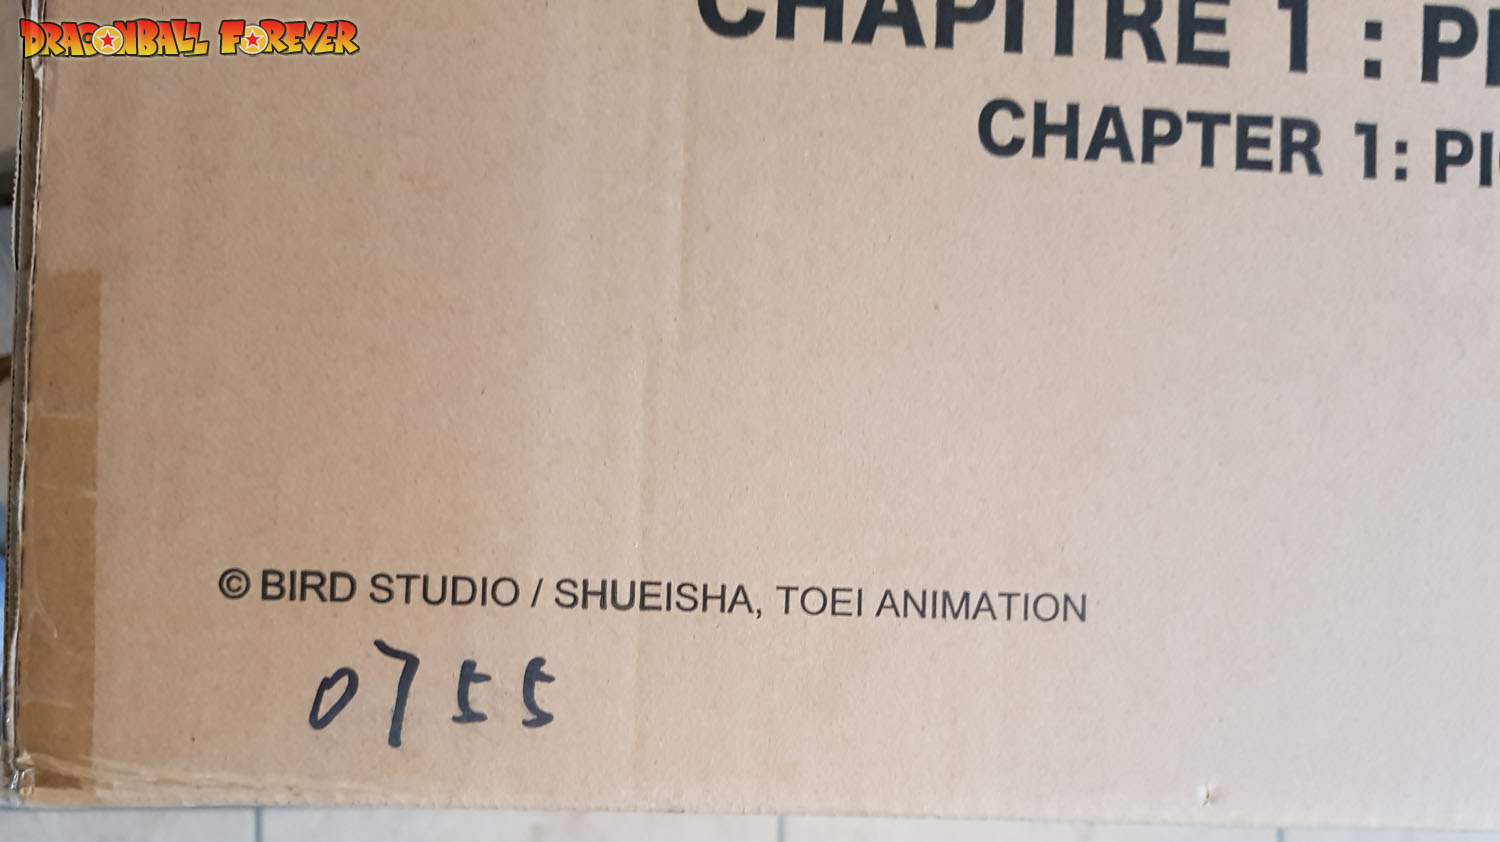 DRAGONBALL FOREVER
CHAPITRE 1 : 
CHAPTER 1: 
© BIRD STUDIO / SHUEISHA, TOEI ANIMATION
0755